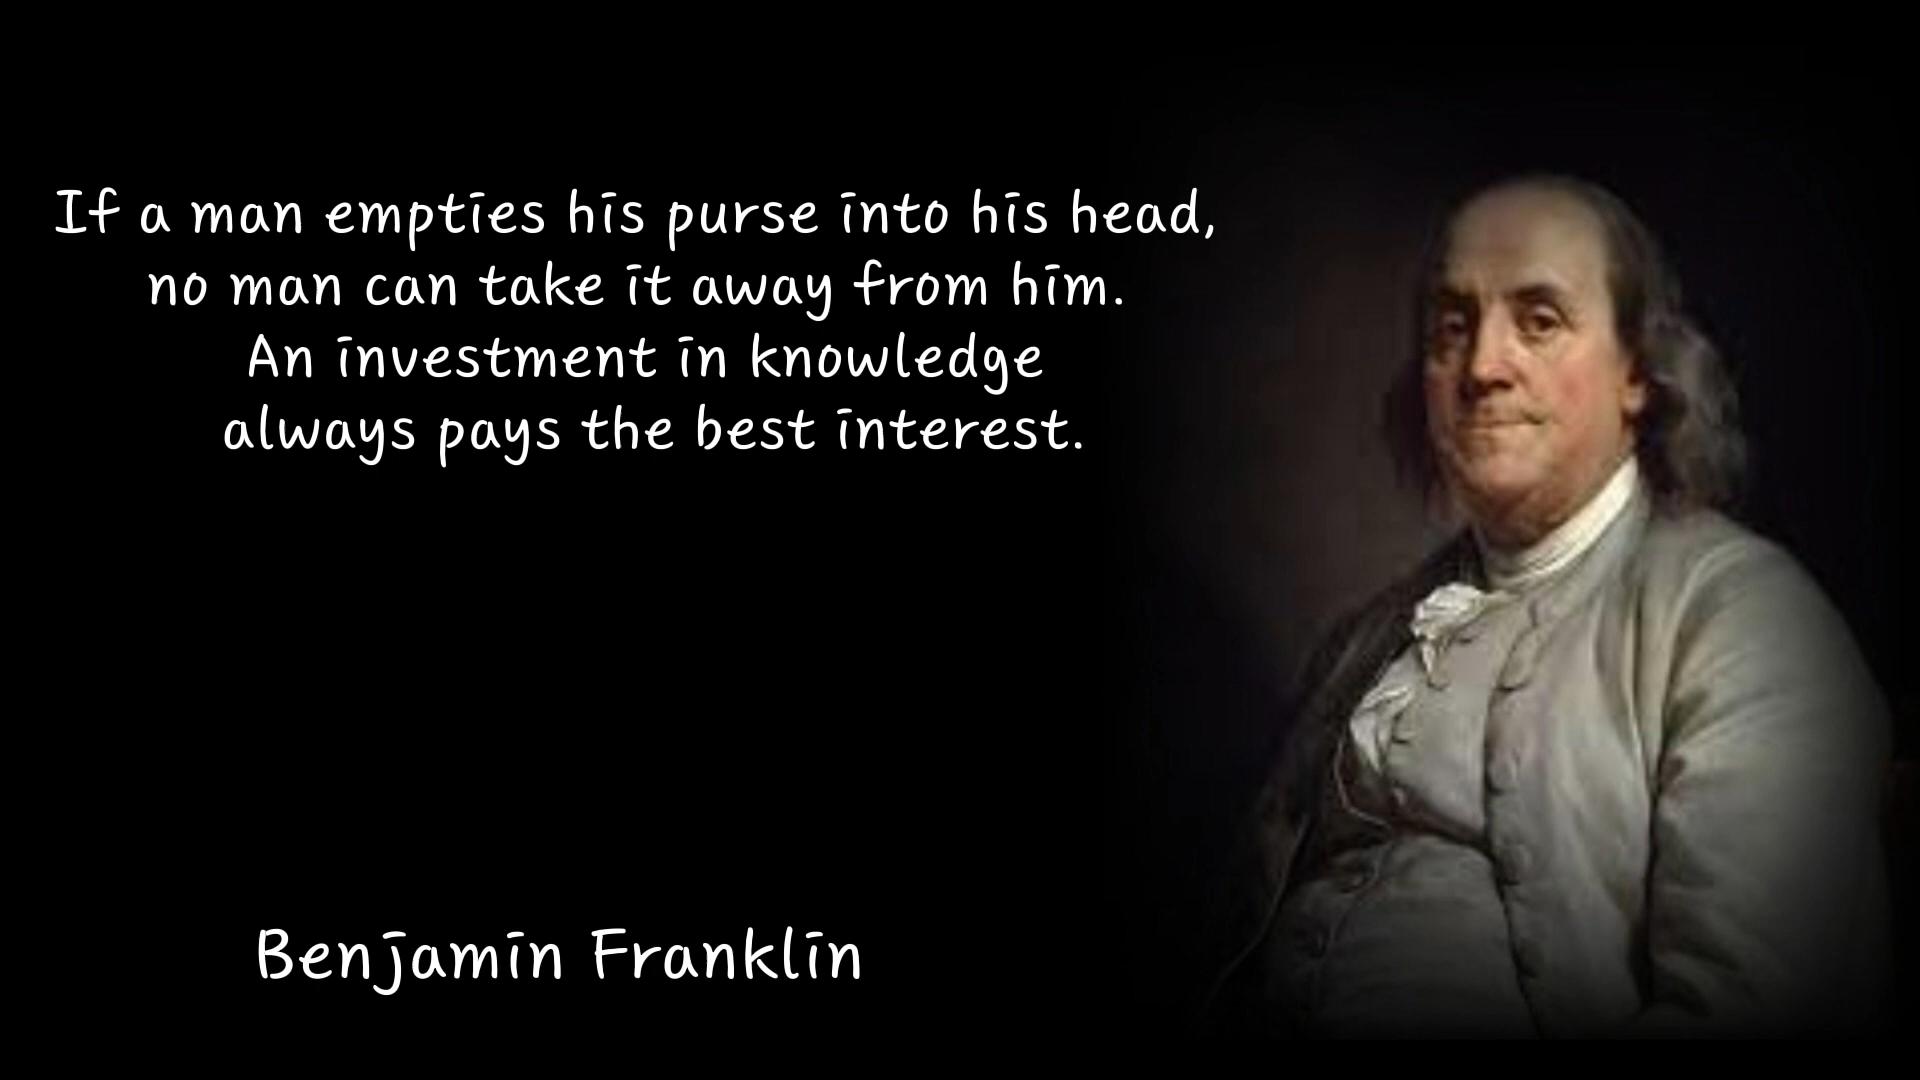 If a man empties his purse into his head,
no man can take it away from him.
An investment in knowledge
always pays the best interest.
Benjamin Franklin